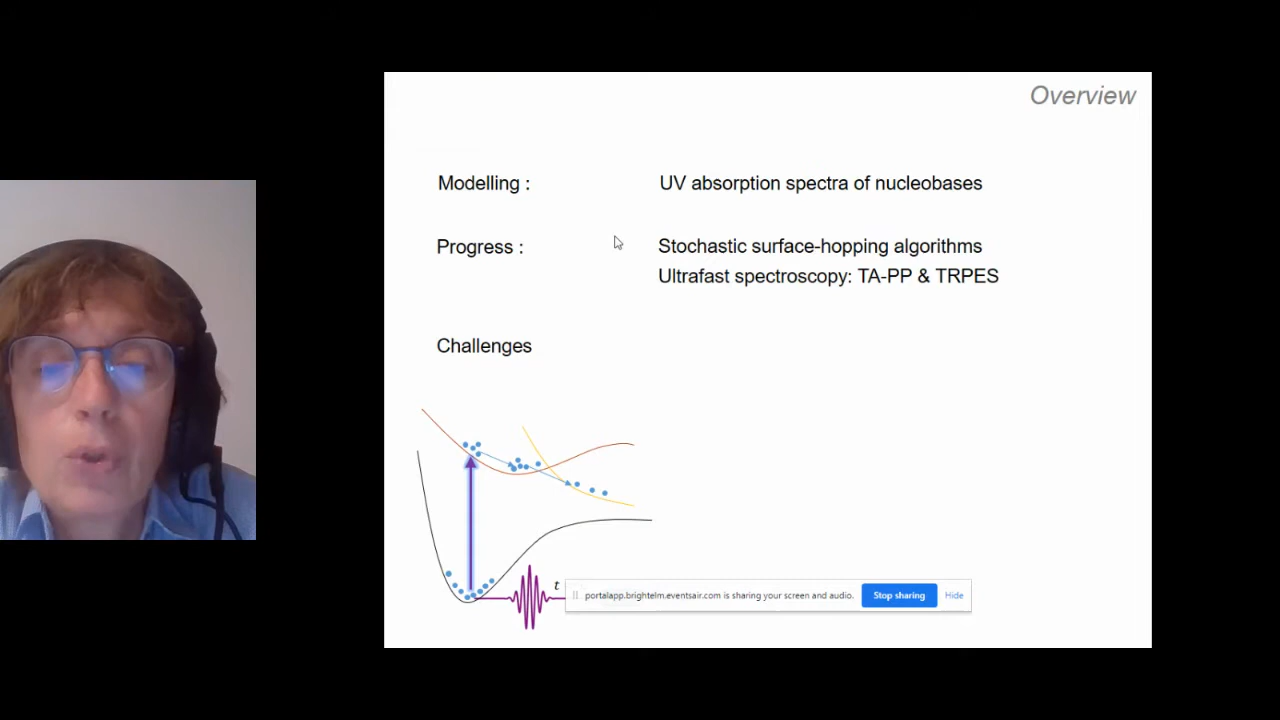 Overview
Modelling : UV absorption spectra of nucleobases
Progress : Stochastic surface-hopping algorithms
Ultrafast spectroscopy: TA-PP & TRPES
Challenges
t
portalapp.brightelm.eventsair.com is sharing your screen and audio. Stop sharing Hide